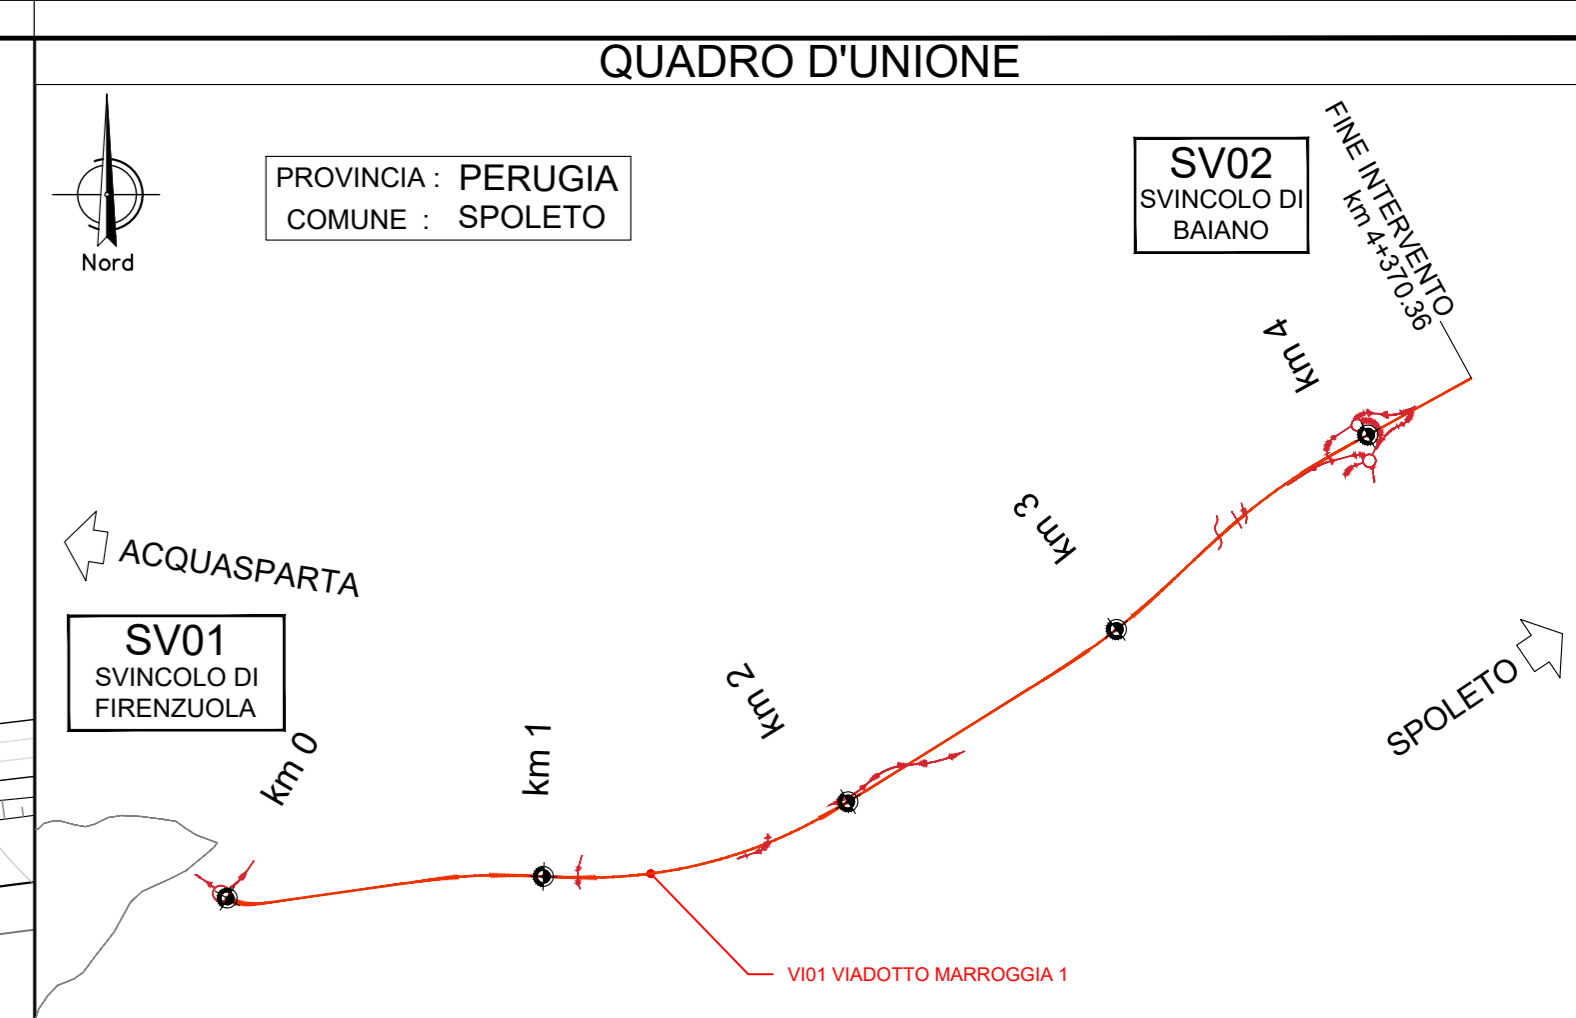 QUADRO D'UNIONE
Nord
PROVINCIA : PERUGIA
COMUNE : SPOLETO
SV02
SVINCOLO DI
BAIANO
FINE INTERVENTO
km 4+370.36
km 4
km 3
ACQUASPARTA
SV01
SVINCOLO DI
FIRENZUOLA
km 2
km 1
km 0
SPOLETO
VI01 VIADOTTO MARROGGIA 1